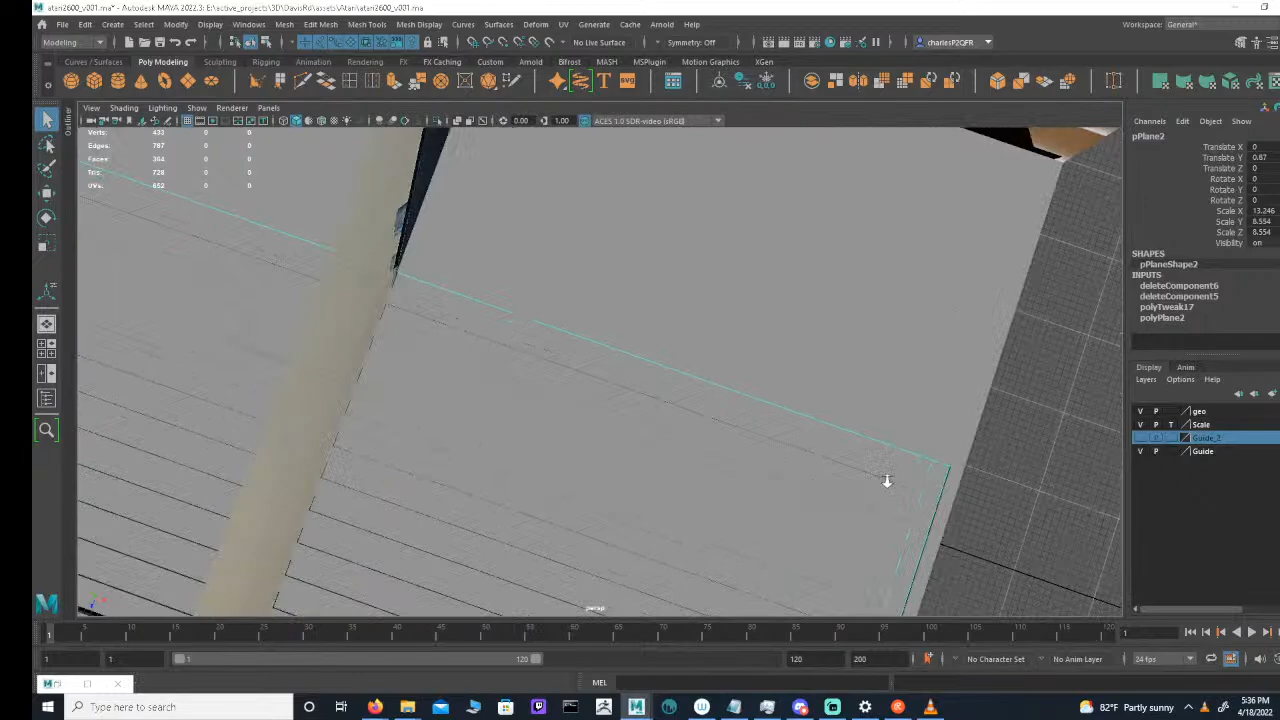 atari2600_v001.ma* - Autodesk MAYA 2022.3: E:\active_projects\3D\DavisRd\assets\Atari\atari2600_v001.ma
File Edit Create Select Modify Display Windows Mesh Edit Mesh Mesh Tools Mesh Display Curves Surfaces Deform UV Generate Cache Arnold Help
Workspace: General*
Modeling No Live Surface Symmetry: Off charlesP2QFR
Curves / Surfaces Poly Modeling Sculpting Rigging Animation Rendering FX FX Caching Custom Arnold Bifrost MASH MSPlugin Motion Graphics XGen
View Shading Lighting Show Renderer Panels
0.00 1.00 ACES 1.0 SDR-video (sRGB)
Outliner
Verts: 433 0 0
Edges: 787 0 0
Faces: 364 0 0
Tris: 728 0 0
UVs: 652 0 0
persp
Channels Edit Object Show
pPlane2
Translate X 0
Translate Y 0.87
Translate Z 0
Rotate X 0
Rotate Y 0
Rotate Z 0
Scale X 13.246
Scale Y 8.554
Scale Z 8.554
Visibility on
SHAPES
pPlaneShape2
INPUTS
deleteComponent6
deleteComponent5
polyTweak17
polyPlane2
Display Anim
Layers Options Help
V P geo
V P T Scale
Guide_2
V P Guide
1 5 10 15 20 25 30 35 40 45 50 55 60 65 70 75 80 85 90 95 100 105 110 115 120
1
1 1 1 120 120 200 No Character Set No Anim Layer 24 fps
MEL
Type here to search
82°F Partly sunny
5:36 PM
4/18/2022